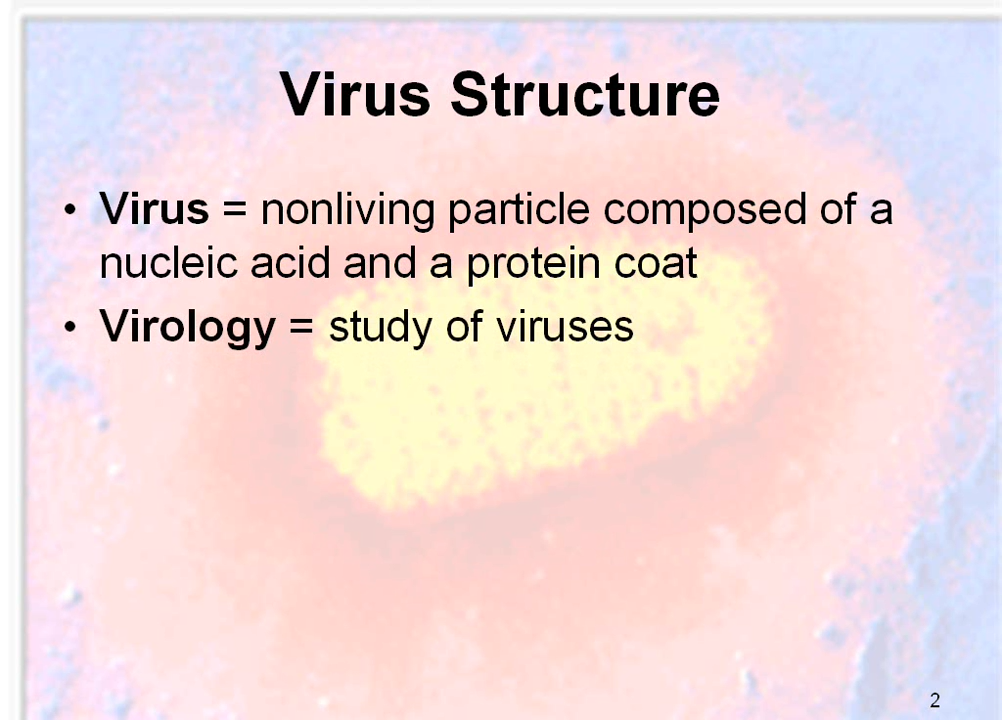 Virus Structure
• Virus = nonliving particle composed of a
nucleic acid and a protein coat
• Virology = study of viruses
2